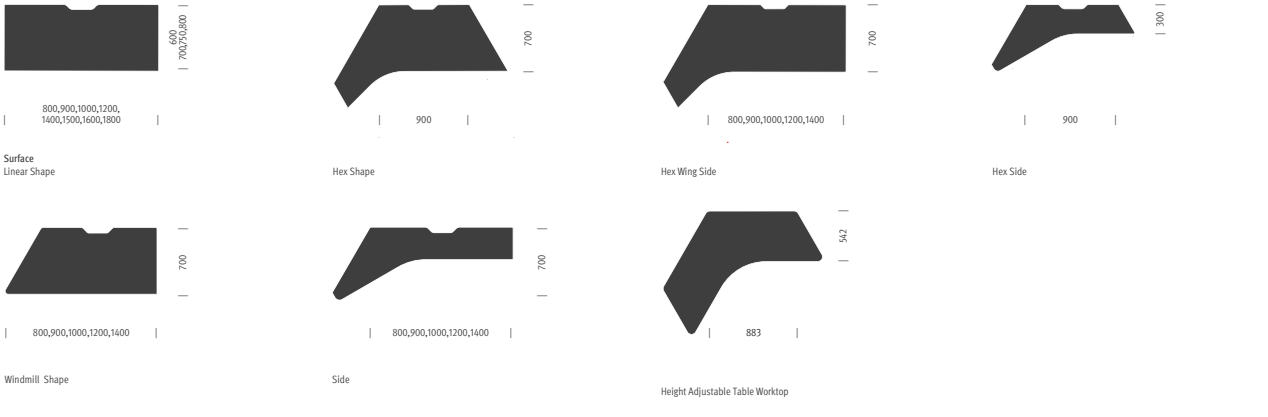 600
700,750,800
800,900,1000,1200,
1400,1500,1600,1800
Surface
Linear Shape
700
900
Hex Shape
700
800,900,1000,1200,1400
Hex Wing Side
300
900
Hex Side
700
800,900,1000,1200,1400
Windmill Shape
700
800,900,1000,1200,1400
Side
542
883
Height Adjustable Table Worktop